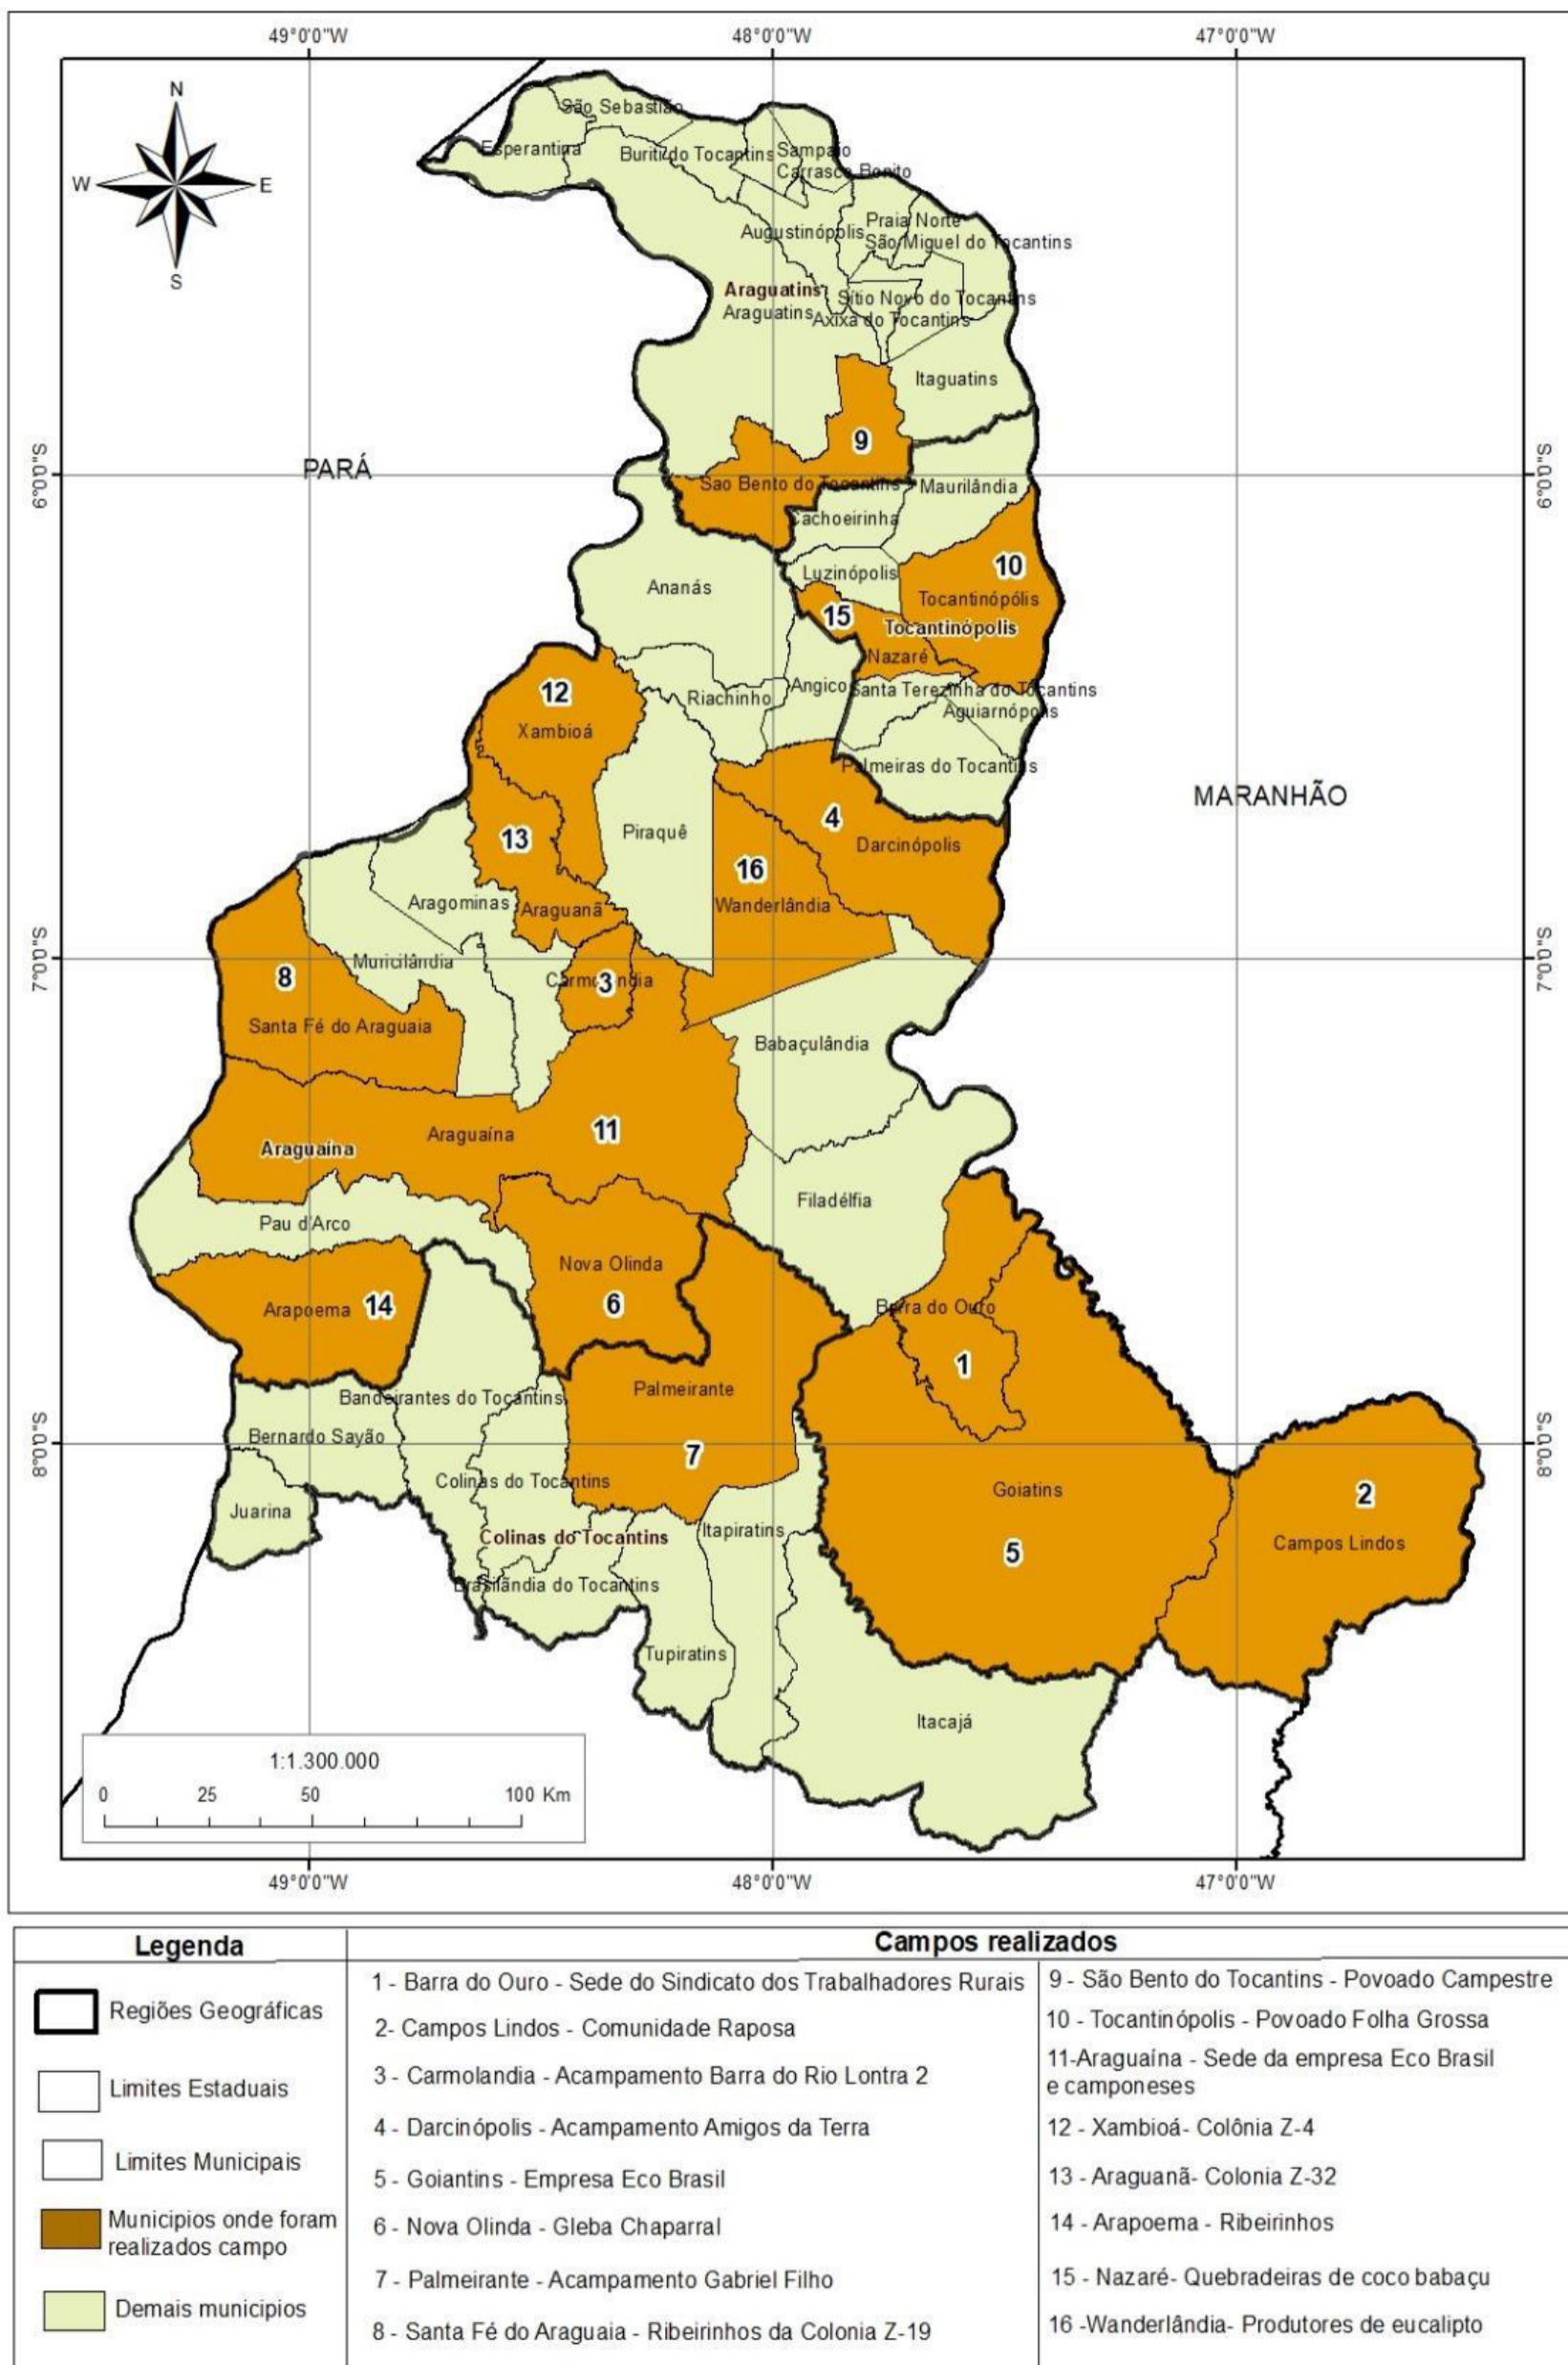 49°0'0"W 48°0'0"W 47°0'0"W
N
W E
S
São Sebastião
Esperantina
Buriti do Tocantins
Sampaio
Carrasco Bonito
Praia Norte
Augustinópolis
São Miguel do Tocantins
Araguatins
Sítio Novo do Tocantins
Araguatins
Axixa do Tocantins
Itaguatins
9
PARÁ
6°0'0"S 6°0'0"S
Sao Bento do Tocantins
Maurilândia
Cachoeirinha
10
Luzinópolis
Ananás
Tocantinópólis
15
Tocantinópolis
Nazaré
12
Riachinho
Angico
Santa Terezinha do Tocantins
Aguiarnópolis
Xambioá
Palmeiras do Tocantins
MARANHÃO
4
13
Piraquê
Darcinópolis
16
Aragominas
Araguanã
Wanderlândia
7°0'0"S 7°0'0"S
Muricilândia
8
Carmolândia
3
Santa Fé do Araguaia
Babaçulândia
11
Araguaína
Araguaína
Filadélfia
Pau d'Arco
Nova Olinda
6
Arapoema 14
Barra do Ouro
1
Palmeirante
Bandeirantes do Tocantins
Bernardo Sayão
8°0'0"S 8°0'0"S
7
Colinas do Tocantins
Goiatins
2
Juarina
Itapiratins
Colinas do Tocantins
Campos Lindos
5
Brasilândia do Tocantins
Tupiratins
Itacajá
1:1.300.000
0 25 50 100 Km
49°0'0"W 48°0'0"W 47°0'0"W
Legenda
Regiões Geográficas
Limites Estaduais
Limites Municipais
Municipios onde foram
realizados campo
Demais municipios
Campos realizados
1 - Barra do Ouro - Sede do Sindicato dos Trabalhadores Rurais
2- Campos Lindos - Comunidade Raposa
3 - Carmolandia - Acampamento Barra do Rio Lontra 2
4 - Darcinópolis - Acampamento Amigos da Terra
5 - Goiantins - Empresa Eco Brasil
6 - Nova Olinda - Gleba Chaparral
7 - Palmeirante - Acampamento Gabriel Filho
8 - Santa Fé do Araguaia - Ribeirinhos da Colonia Z-19
9 - São Bento do Tocantins - Povoado Campestre
10 - Tocantinópolis - Povoado Folha Grossa
11-Araguaína - Sede da empresa Eco Brasil
e camponeses
12 - Xambioá- Colônia Z-4
13 - Araguanã- Colonia Z-32
14 - Arapoema - Ribeirinhos
15 - Nazaré- Quebradeiras de coco babaçu
16 -Wanderlândia- Produtores de eucalipto